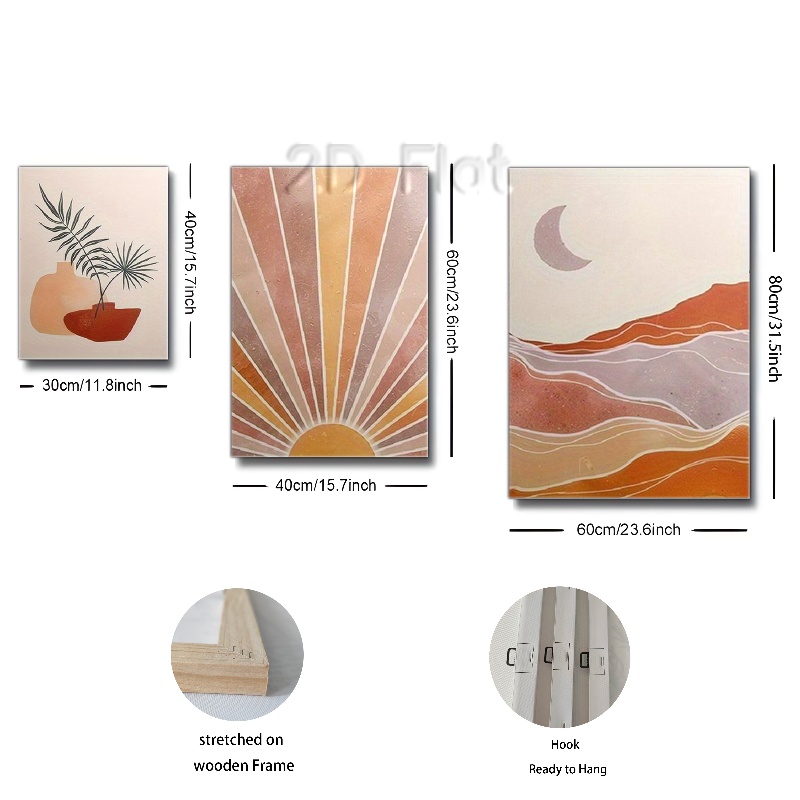 2D Flat
40cm/15.7inch
30cm/11.8inch
60cm/23.6inch
40cm/15.7inch
80cm/31.5inch
60cm/23.6inch
stretched on
wooden Frame
Hook
Ready to Hang